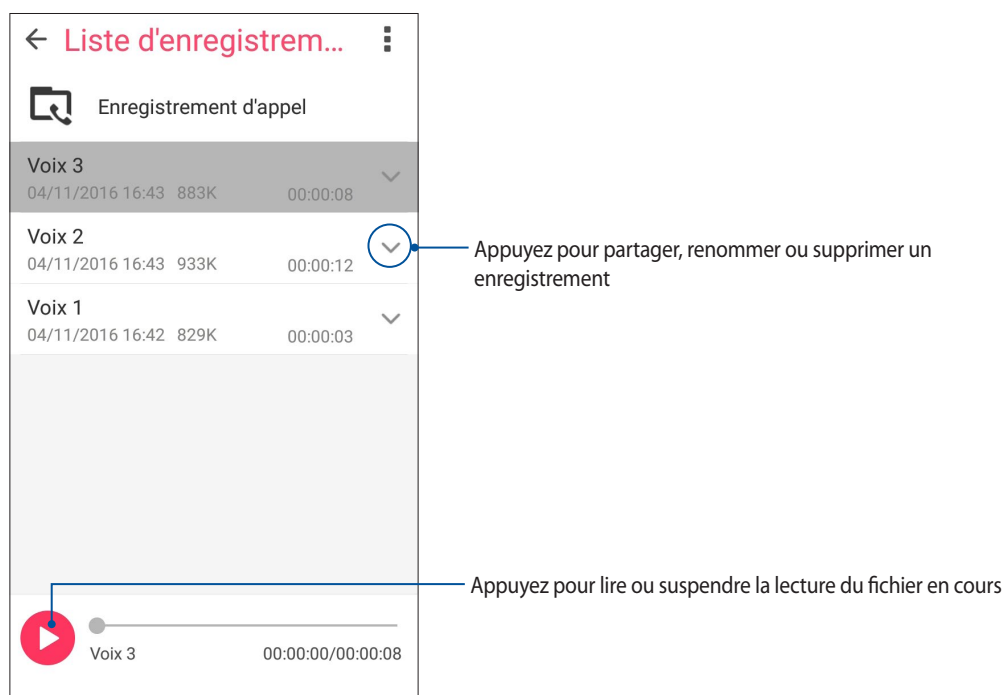 Liste d'enregistrem...
Enregistrement d'appel
Voix 3
04/11/2016 16:43 883K 00:00:08
Voix 2
04/11/2016 16:43 933K 00:00:12
Appuyez pour partager, renommer ou supprimer un
enregistrement
Voix 1
04/11/2016 16:42 829K 00:00:03
Appuyez pour lire ou suspendre la lecture du fichier en cours
Voix 3 00:00:00/00:00:08